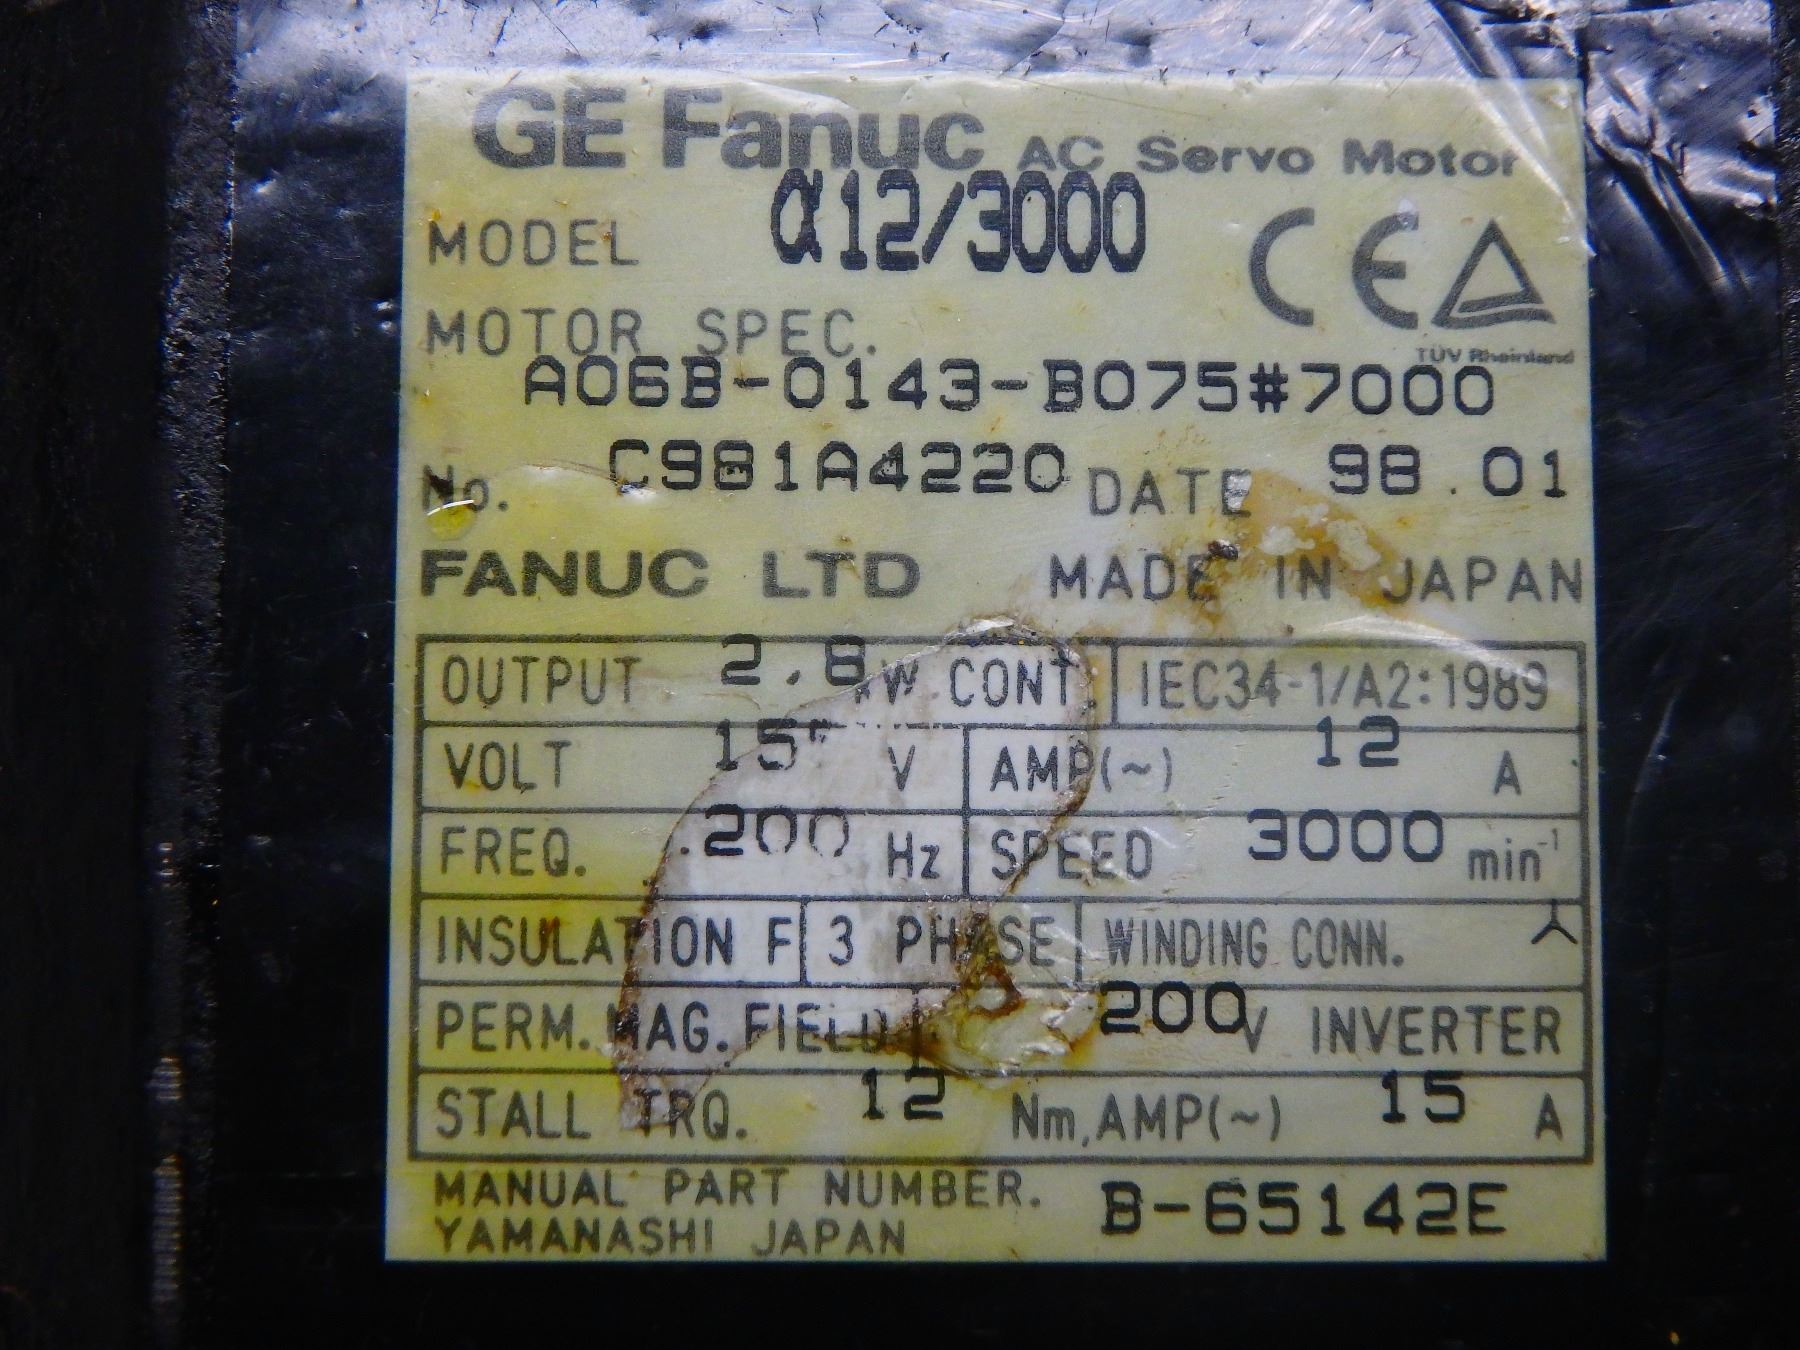 GE Fanuc AC Servo Motor
MODEL α12/3000
CE
TÜV Rheinland
MOTOR SPEC.
A06B-0143-B075#7000
No. C981A4220 DATE 98.01
FANUC LTD MADE IN JAPAN
OUTPUT 2.8 kW CONT. IEC34-1/A2:1989
VOLT V AMP(~) 12 A
FREQ. 200 Hz SPEED 3000 min-1
INSULATION F 3 PHASE WINDING CONN.
PERM. MAG. FIELD 200 V INVERTER
STALL TRQ. 12 Nm, AMP(~) 15 A
MANUAL PART NUMBER. B-65142E
YAMANASHI JAPAN